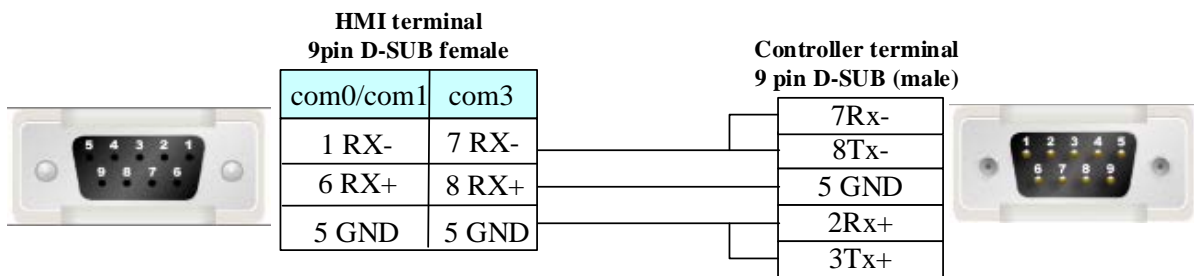 HMI terminal
9pin D-SUB female
com0/com1 com3
1 RX- 7 RX-
6 RX+ 8 RX+
5 GND 5 GND
Controller terminal
9 pin D-SUB (male)
7Rx-
8Tx-
5 GND
2Rx+
3Tx+
5 4 3 2 1
9 8 7 6
1 2 3 4 5
6 7 8 9